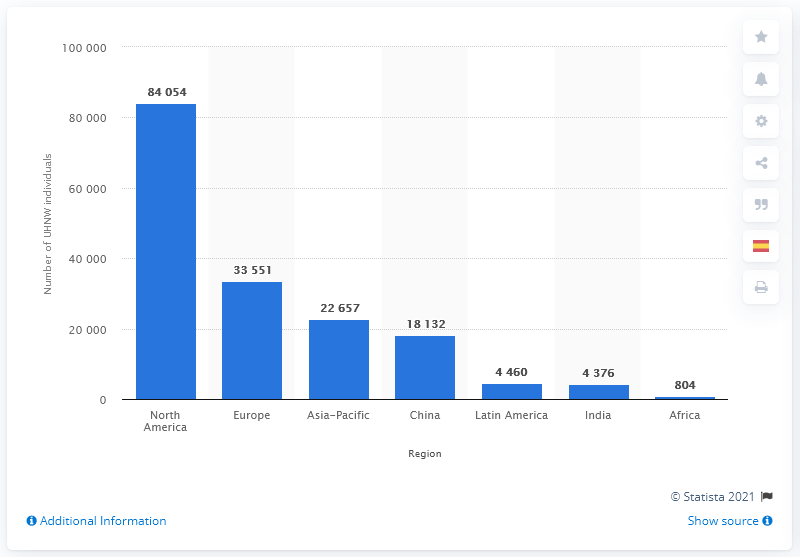 100 000
80 000
60 000
40 000
20 000
0
Number of UHNW individuals
84 054
33 551
22 657
18 132
4 460
4 376
804
North America
Europe
Asia-Pacific
China
Latin America
India
Africa
Region
© Statista 2021
Additional Information
Show source